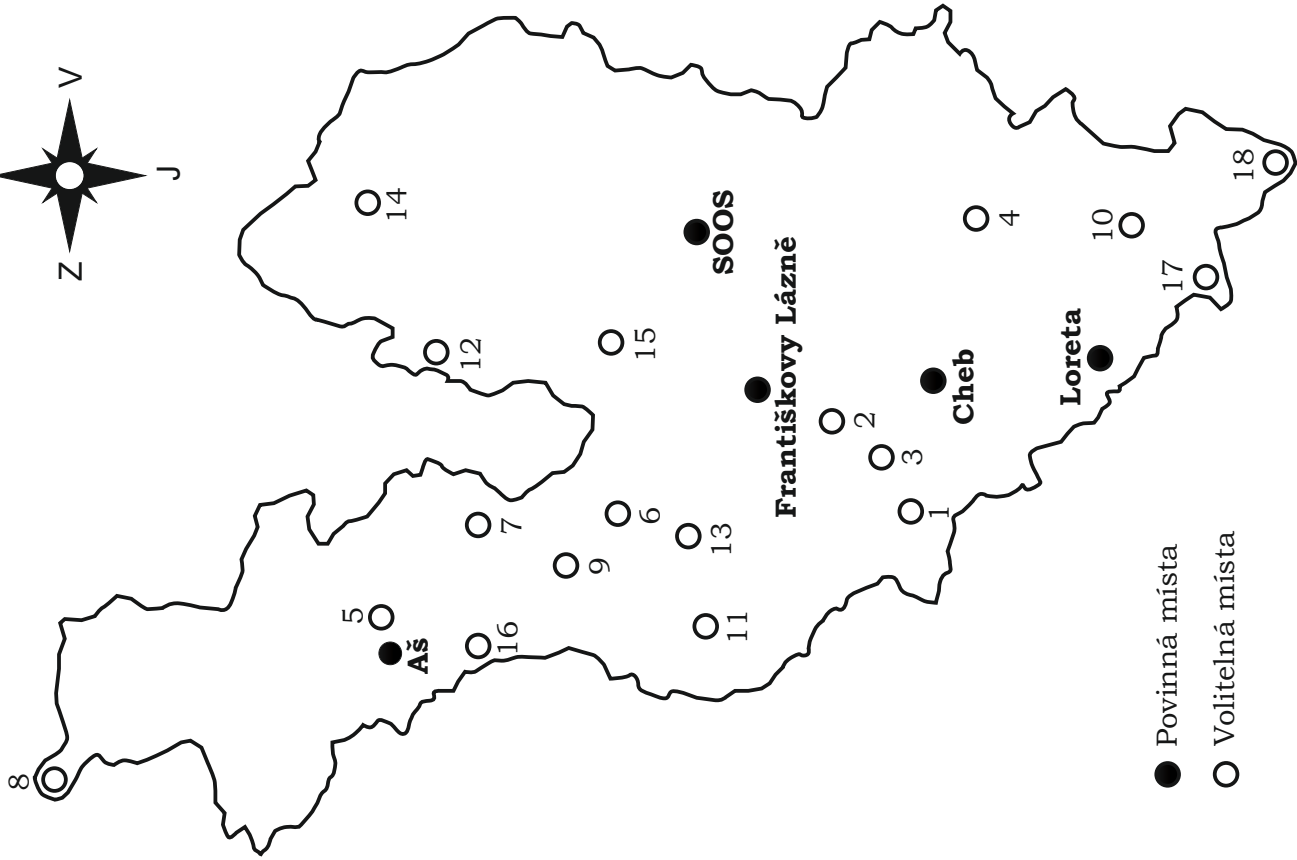 8
Z
V
J
5
14
Aš
12
16
7
9
15
6
13
SOOS
11
Františkovy Lázně
2
3
1
Cheb
4
Loreta
10
17
18
Povinná místa
Volitelná místa